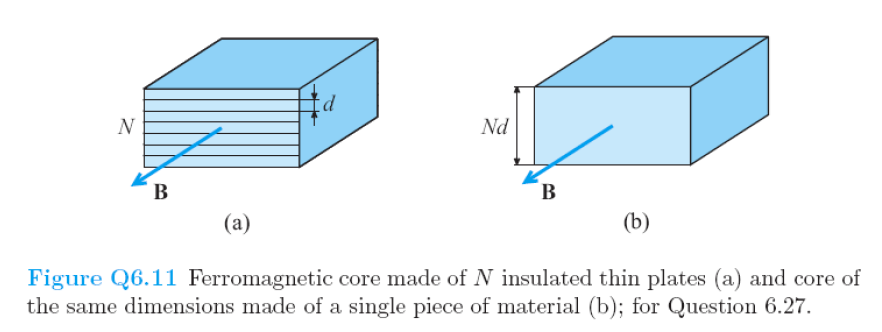 N
d
B
(a)
Nd
B
(b)
Figure Q6.11 Ferromagnetic core made of N insulated thin plates (a) and core of
the same dimensions made of a single piece of material (b); for Question 6.27.